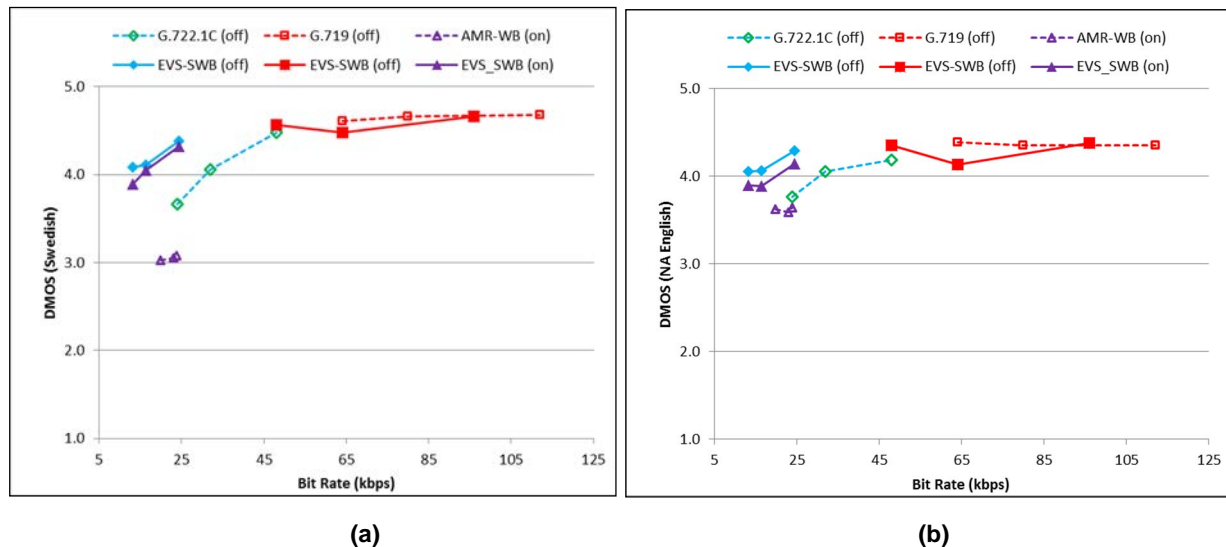 G.722.1C (off) G.719 (off) AMR-WB (on)
EVS-SWB (off) EVS-SWB (off) EVS_SWB (on)
5.0
4.0
3.0
2.0
1.0
DMOS (Swedish)
5 25 45 65 85 105 125
Bit Rate (kbps)
(a)
G.722.1C (off) G.719 (off) AMR-WB (on)
EVS-SWB (off) EVS-SWB (off) EVS_SWB (on)
5.0
4.0
3.0
2.0
1.0
DMOS (NA English)
5 25 45 65 85 105 125
Bit Rate (kbps)
(b)